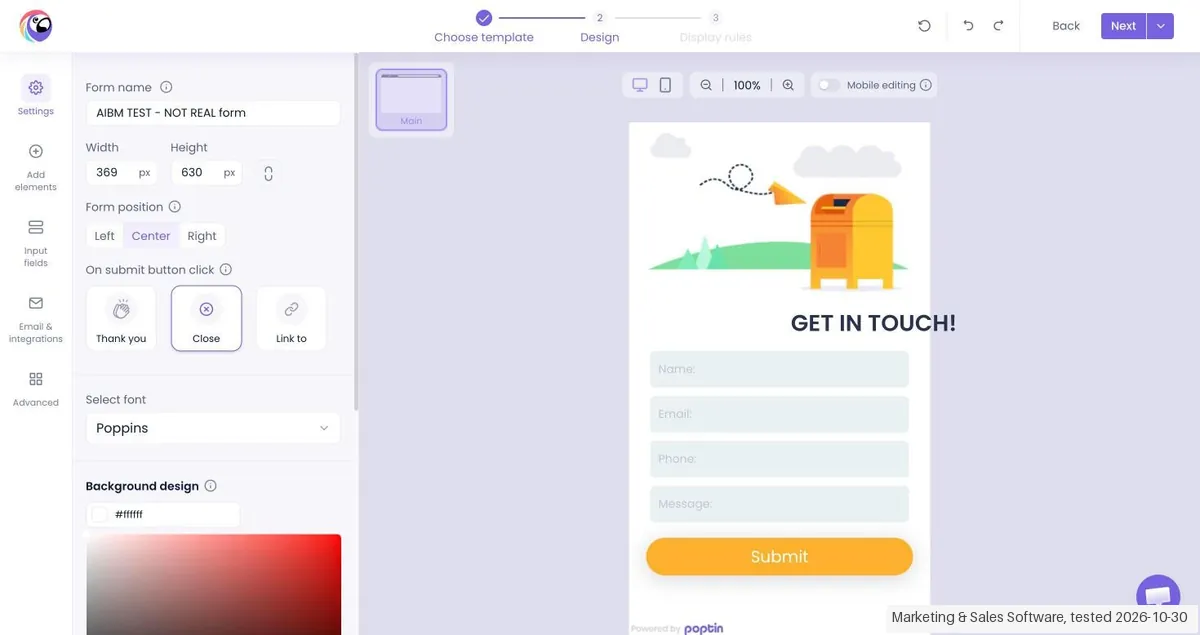 2
3
Choose template
Design
Display rules
Back
Next
Settings
Add
elements
Input
fields
Email &
integrations
Advanced
Form name
AIBM TEST - NOT REAL form
Width
Height
369 px
630 px
Form position
Left
Center
Right
On submit button click
Thank you
Close
Link to
Select font
Poppins
Background design
#ffffff
Main
100%
Mobile editing
GET IN TOUCH!
Name:
Email:
Phone:
Message:
Submit
Powered by poptin
Marketing & Sales Software, tested 2026-10-30